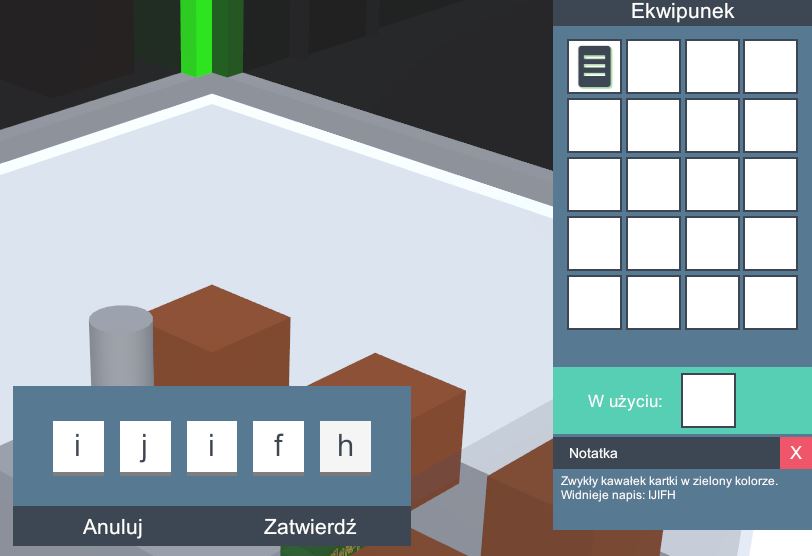 Ekwipunek
W użyciu:
Notatka X
Zwykły kawałek kartki w zielony kolorze.
Widnieje napis: IJIFH
i j i f h
Anuluj Zatwierdź